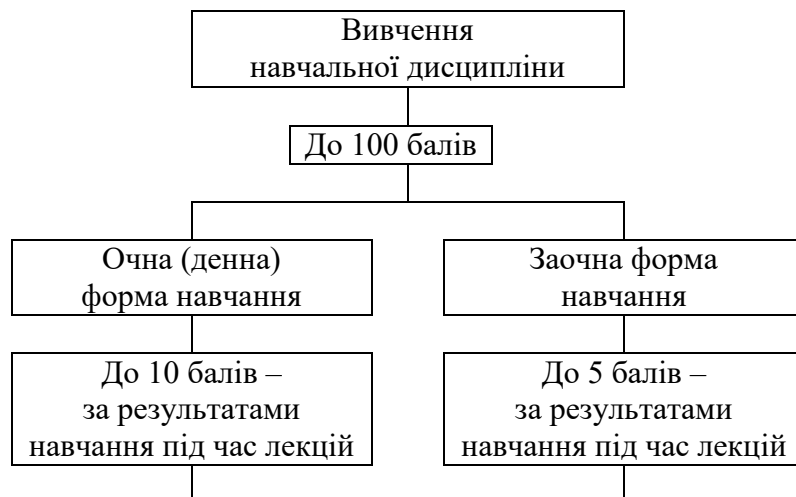 Вивчення
навчальної дисципліни
До 100 балів
Очна (денна)
форма навчання
Заочна форма
навчання
До 10 балів –
за результатами
навчання під час лекцій
До 5 балів –
за результатами
навчання під час лекцій